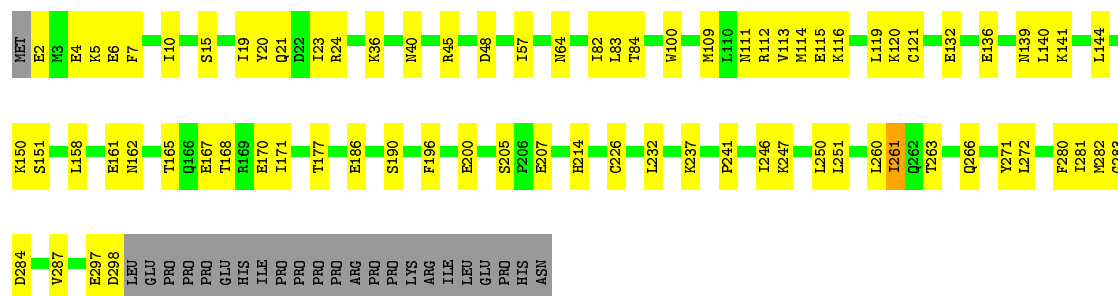 MET E2 M3 E4 K5 E6 F7 I10 S15 I19 Y20 Q21 D22 I23 R24 K36 N40 R45 D48 I57 N64 I82 L83 T84 W100 M109 L110 N111 R112 V113 M114 E115 K116 L119 K120 C121 E132 E136 N139 L140 K141 L144
K150 S151 L158 E161 N162 T165 Q166 E167 T168 R169 E170 I171 T177 E186 S190 F196 E200 S205 P206 E207 H214 C226 L232 K237 P241 I246 K247 L250 L251 L260 I261 Q262 T263 Q266 Y271 L272 F280 I281 M282 C283
D284 V287 E297 D298 LEU GLU PRO PRO PRO GLU HIS ILE PRO PRO PRO PRO ARG PRO PRO LYS ARG ILE LEU GLU PRO HIS ASN